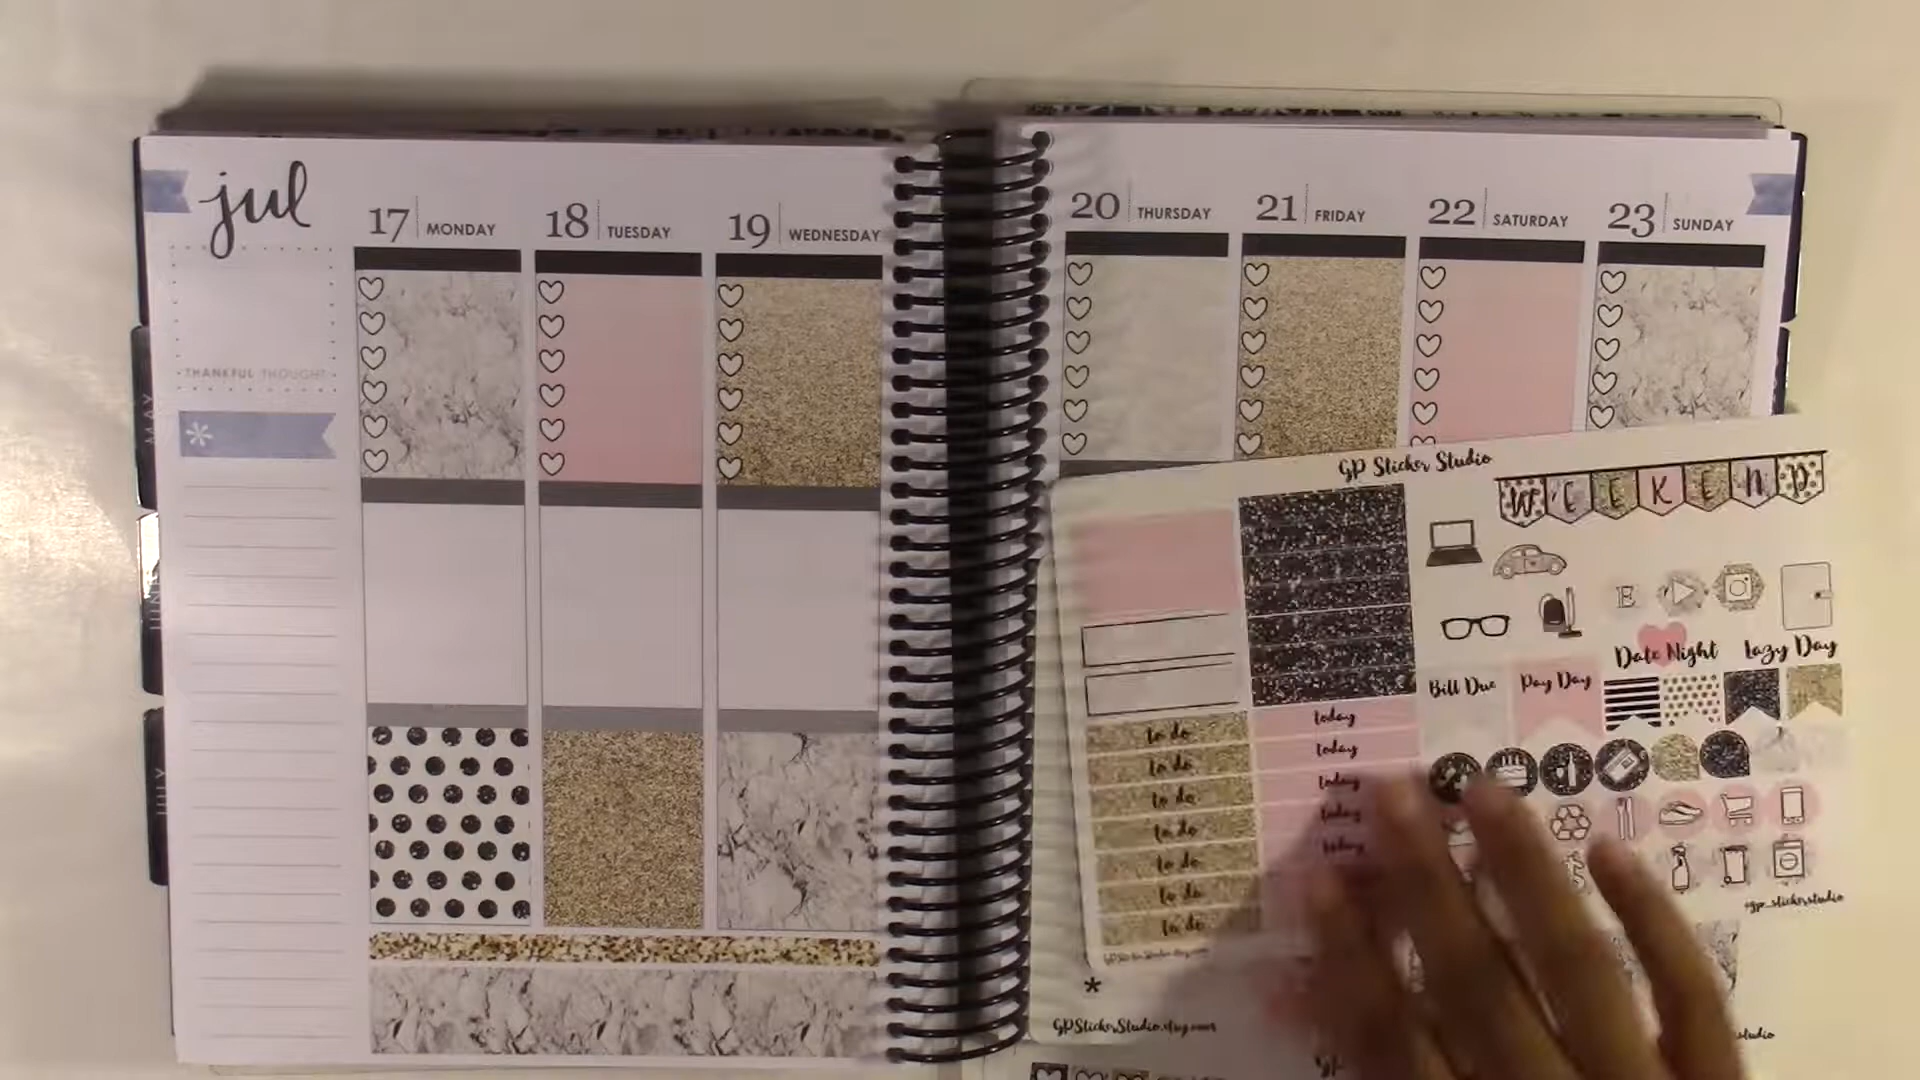 jul
17 MONDAY
18 TUESDAY
19 WEDNESDAY
20 THURSDAY
21 FRIDAY
22 SATURDAY
23 SUNDAY
THANKFUL THOUGHT
*
MAY
JUNE
JULY
GP Sticker Studio
WEEKEND
E
Date Night
Lazy Day
Bill Due
Pay Day
to do
to do
to do
to do
to do
to do
to do
today
today
today
today
today
*
GPStickerStudio.etsy.com